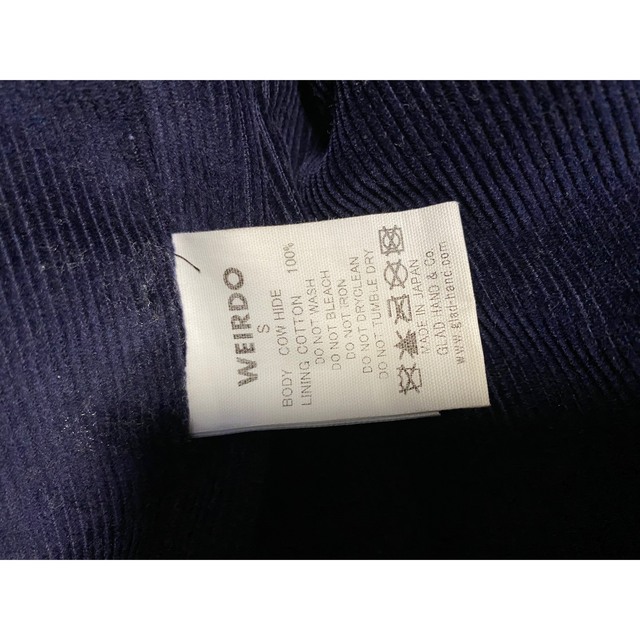 WEIRDO
S
BODY COW HIDE 100%
LINING COTTON
DO NOT WASH
DO NOT BLEACH
DO NOT IRON
DO NOT DRYCLEAN
DO NOT TUMBLE DRY
MADE IN JAPAN
GLAD HAND & Co.
www.glad-hand.com